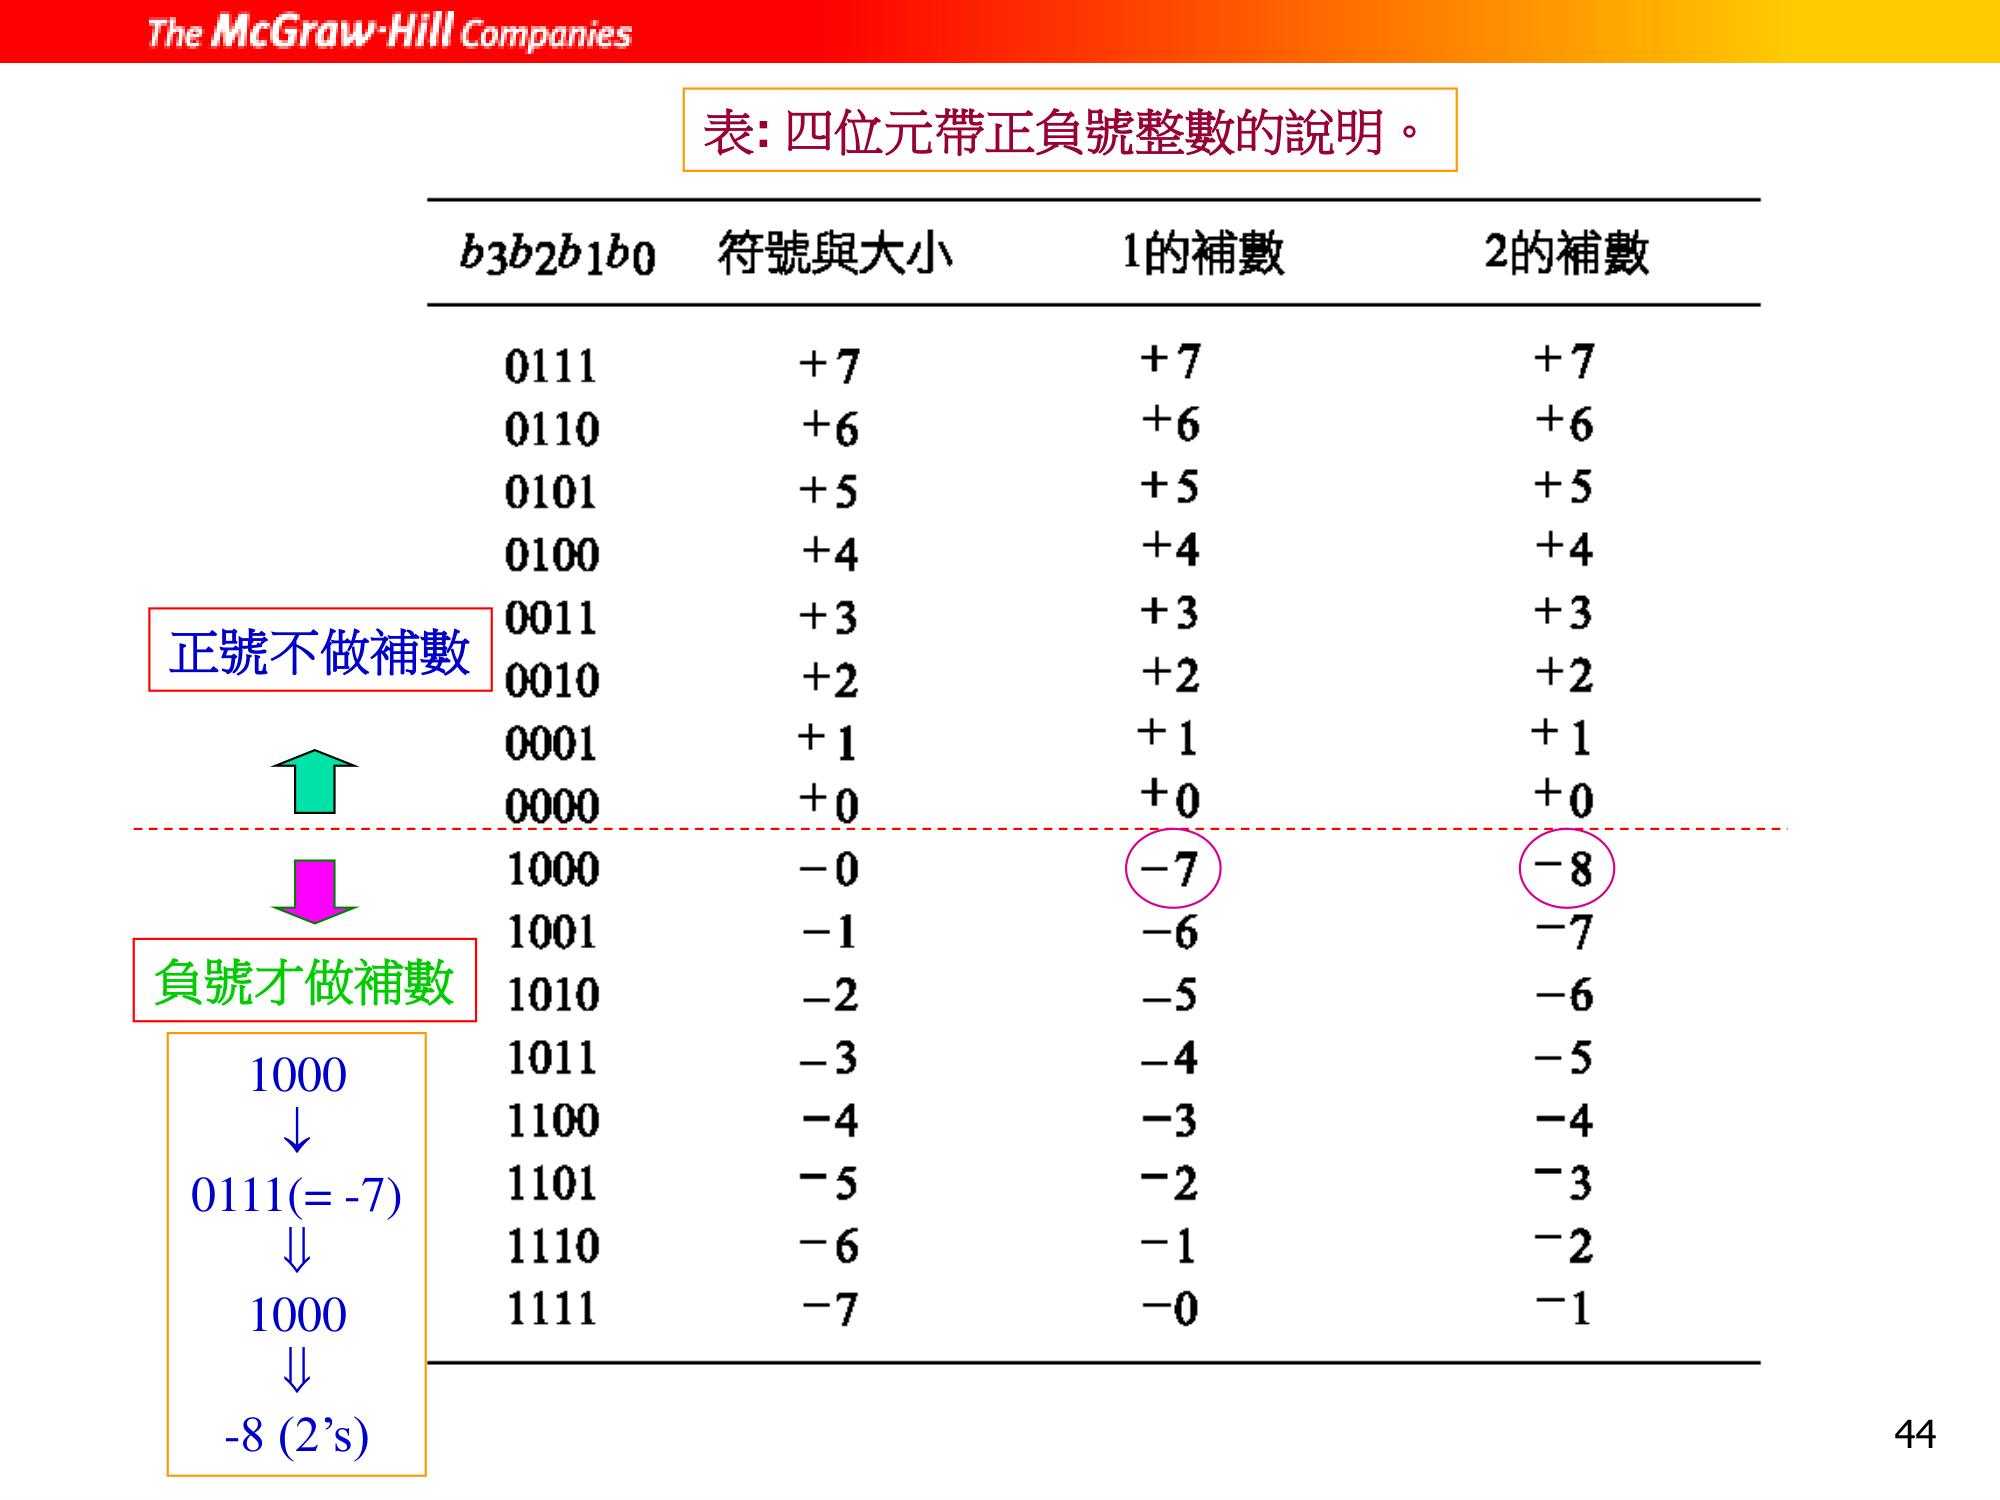 The McGraw·Hill Companies
表: 四位元帶正負號整數的說明。
b3b2b1b0 符號與大小 1的補數 2的補數
0111 +7 +7 +7
0110 +6 +6 +6
0101 +5 +5 +5
0100 +4 +4 +4
0011 +3 +3 +3
正號不做補數
0010 +2 +2 +2
0001 +1 +1 +1
0000 +0 +0 +0
1000 −0 −7 −8
1001 −1 −6 −7
負號才做補數
1010 −2 −5 −6
1011 −3 −4 −5
1100 −4 −3 −4
1101 −5 −2 −3
1110 −6 −1 −2
1111 −7 −0 −1
1000
↓
0111(= -7)
⇓
1000
⇓
-8 (2’s)
44